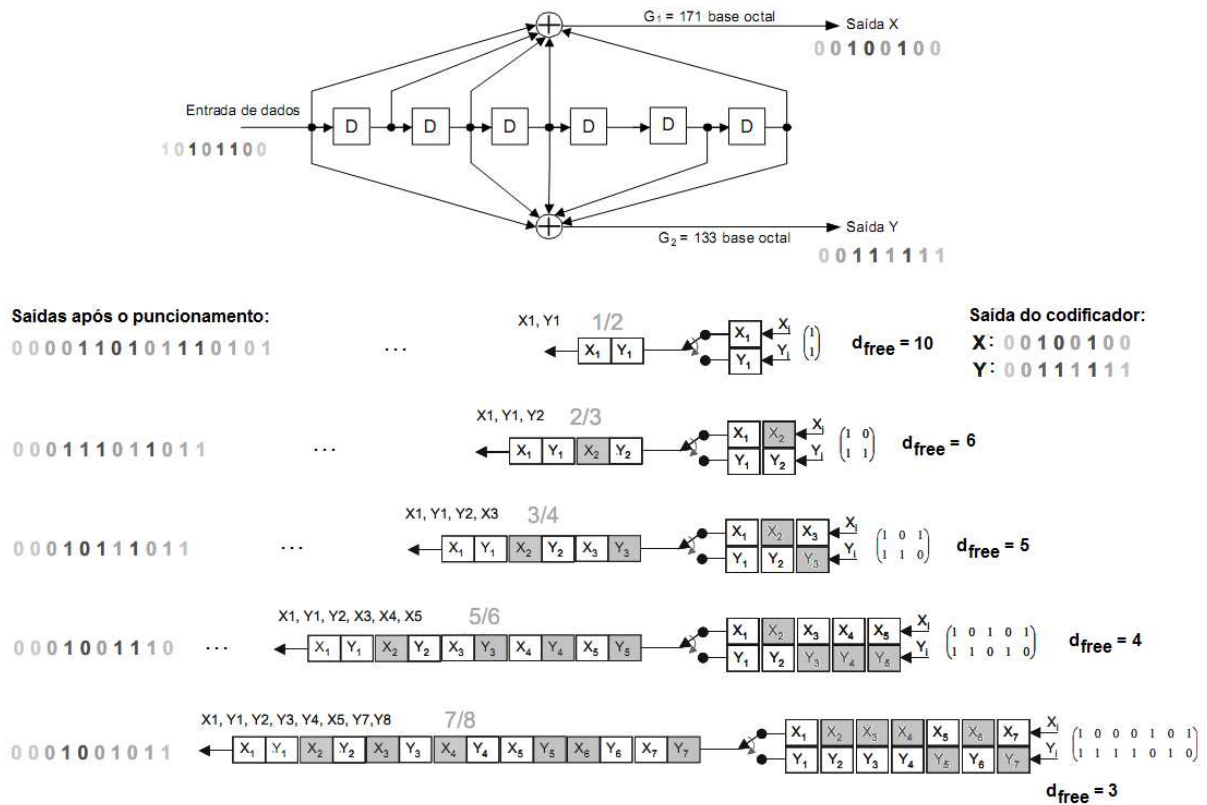 G₁ = 171 base octal
Saída X
0 0 1 0 0 1 0 0
Entrada de dados
D D D D D D
1 0 1 0 1 1 0 0
G₂ = 133 base octal
Saída Y
0 0 1 1 1 1 1 1
Saídas após o puncionamento:
Saída do codificador:
X: 0 0 1 0 0 1 0 0
Y: 0 0 1 1 1 1 1 1
0 0 0 0 1 1 0 1 0 1 1 1 0 1 0 1
...
X1, Y1
1/2
X₁ Y₁
X₁
Y₁
Xᵢ
Yᵢ
1
1
d free = 10
0 0 0 1 1 1 0 1 1 0 1 1
...
X1, Y1, Y2
2/3
X₁ Y₁ X₂ Y₂
X₁ X₂
Y₁ Y₂
Xᵢ
Yᵢ
1 0
1 1
d free = 6
0 0 0 1 0 1 1 1 0 1 1
...
X1, Y1, Y2, X3
3/4
X₁ Y₁ X₂ Y₂ X₃ Y₃
X₁ X₂ X₃
Y₁ Y₂ Y₃
Xᵢ
Yᵢ
1 0 1
1 1 0
d free = 5
0 0 0 1 0 0 1 1 1 0
...
X1, Y1, Y2, X3, X4, X5
5/6
X₁ Y₁ X₂ Y₂ X₃ Y₃ X₄ Y₄ X₅ Y₅
X₁ X₂ X₃ X₄ X₅
Y₁ Y₂ Y₃ Y₄ Y₅
Xᵢ
Yᵢ
1 0 1 0 1
1 1 0 1 0
d free = 4
0 0 0 1 0 0 1 0 1 1
X1, Y1, Y2, Y3, Y4, X5, Y7,Y8
7/8
X₁ Y₁ X₂ Y₂ X₃ Y₃ X₄ Y₄ X₅ Y₅ X₆ Y₆ X₇ Y₇
X₁ X₂ X₃ X₄ X₅ X₆ X₇
Y₁ Y₂ Y₃ Y₄ Y₅ Y₆ Y₇
Xᵢ
Yᵢ
1 0 0 0 1 0 1
1 1 1 1 0 1 0
d free = 3